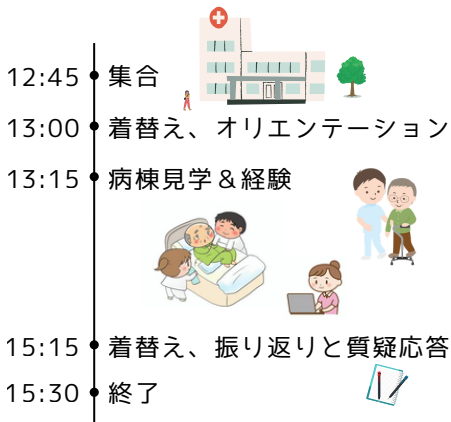 12:45 集合
13:00 着替え、オリエンテーション
13:15 病棟見学＆経験
15:15 着替え、振り返りと質疑応答
15:30 終了